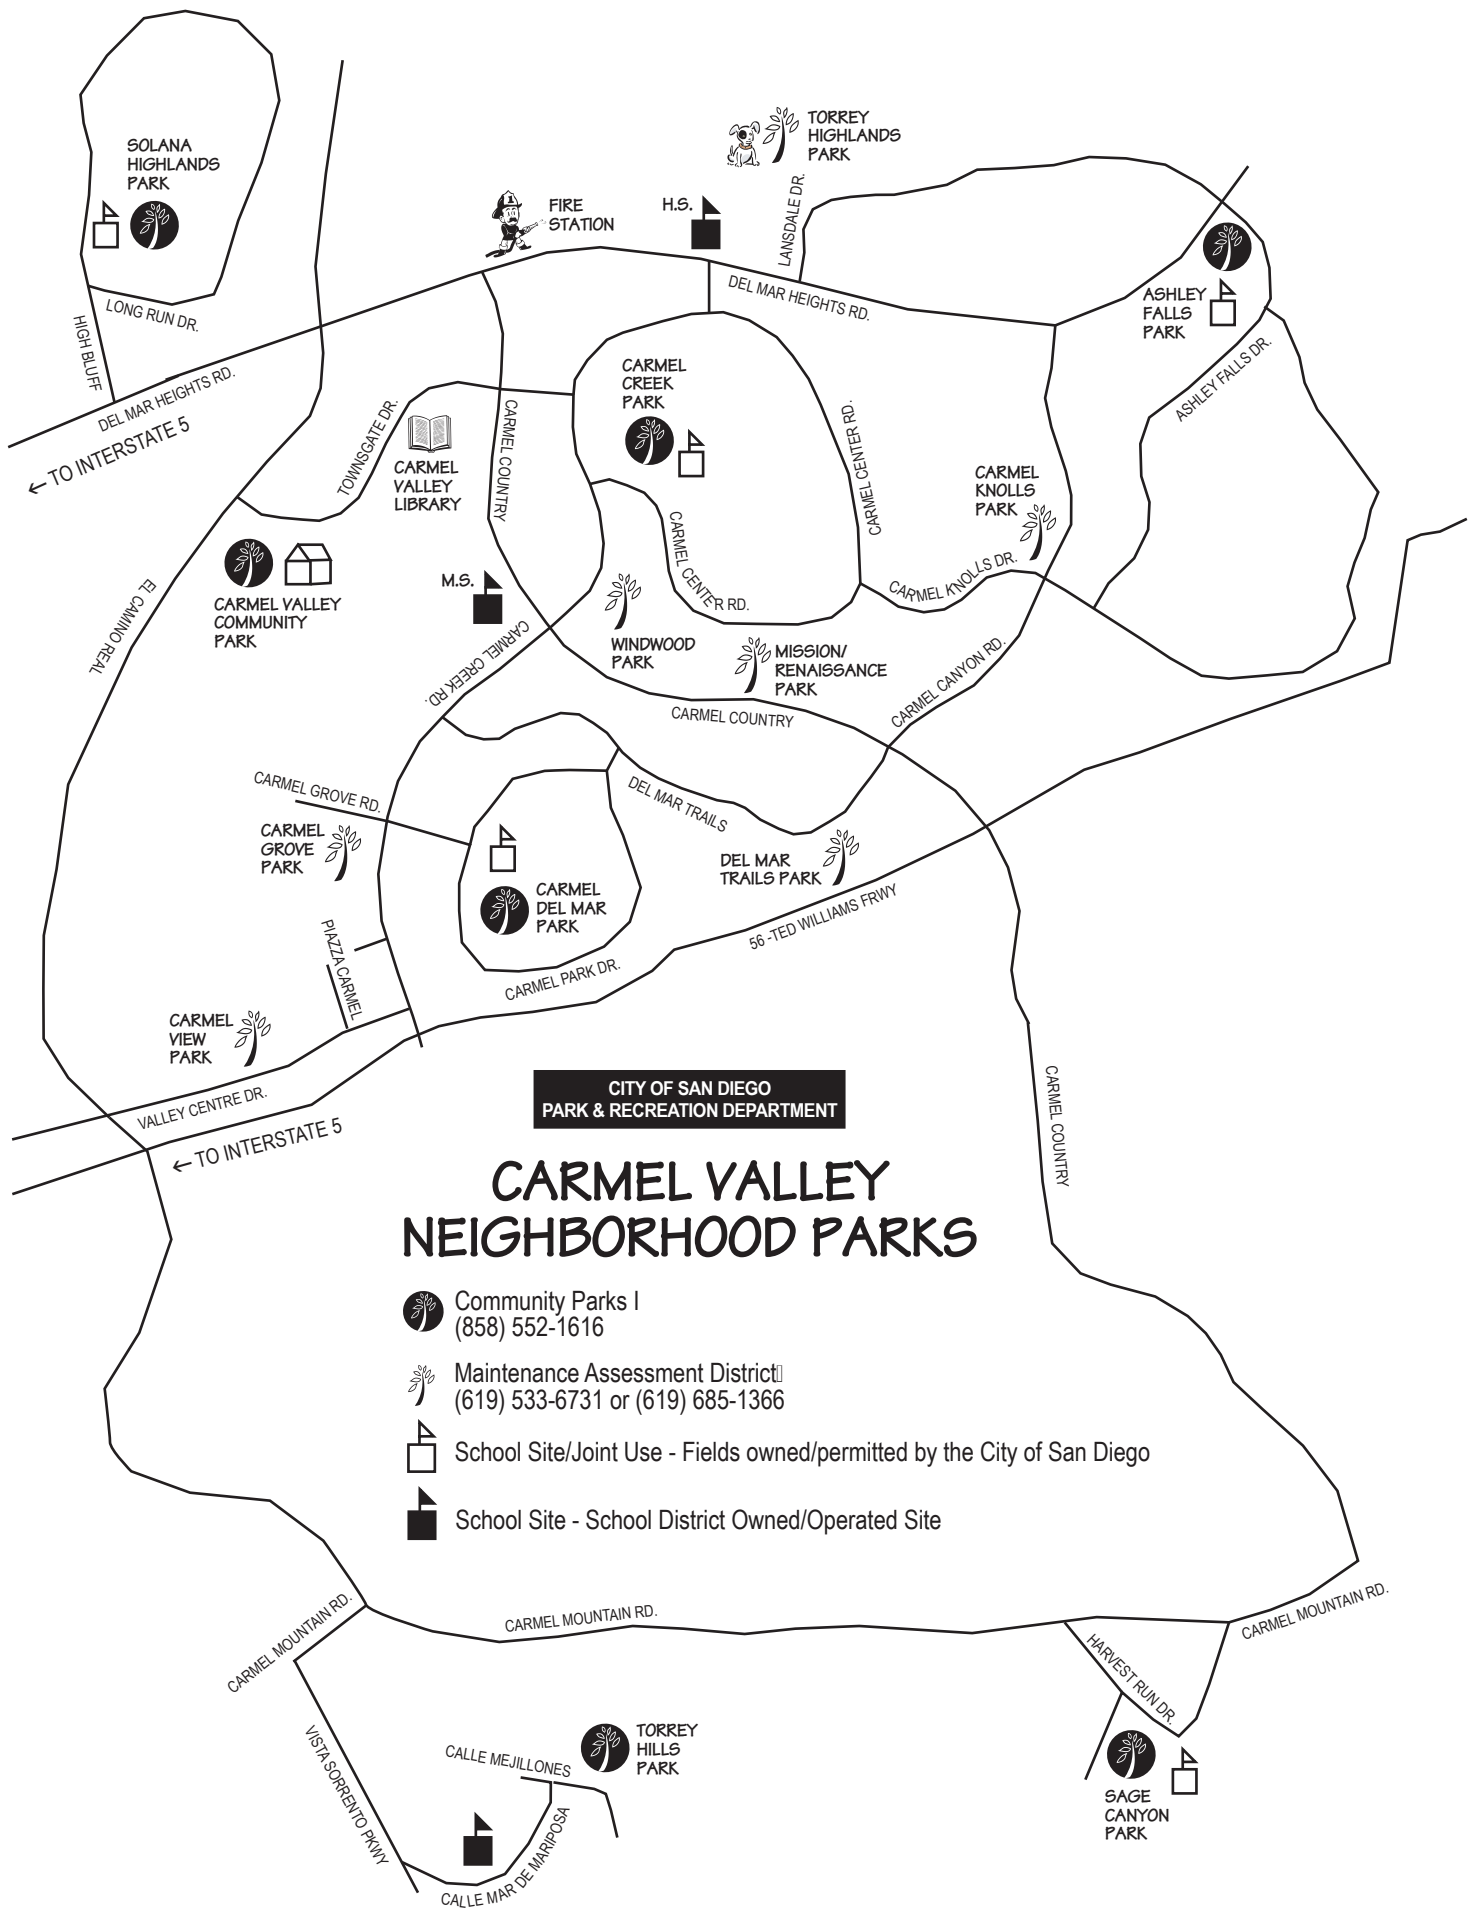 TORREY
HIGHLANDS
PARK
SOLANA
HIGHLANDS
PARK
LANSDALE DR.
H.S.
FIRE
STATION
1
DEL MAR HEIGHTS RD.
ASHLEY
FALLS
PARK
LONG RUN DR.
HIGH BLUFF
ASHLEY FALLS DR.
CARMEL
CREEK
PARK
DEL MAR HEIGHTS RD.
← TO INTERSTATE 5
TOWNSGATE DR.
CARMEL
VALLEY
LIBRARY
CARMEL COUNTRY
CARMEL CENTER RD.
CARMEL
KNOLLS
PARK
CARMEL CENTER RD.
CARMEL KNOLLS DR.
M.S.
CARMEL VALLEY
COMMUNITY
PARK
EL CAMINO REAL
CARMEL CREEK RD.
WINDWOOD
PARK
MISSION/
RENAISSANCE
PARK
CARMEL CANYON RD.
CARMEL COUNTRY
CARMEL GROVE RD.
DEL MAR TRAILS
CARMEL
GROVE
PARK
DEL MAR
TRAILS PARK
CARMEL
DEL MAR
PARK
56 -TED WILLIAMS FRWY
PIAZZA CARMEL
CARMEL PARK DR.
CARMEL
VIEW
PARK
VALLEY CENTRE DR.
← TO INTERSTATE 5
CARMEL COUNTRY
CITY OF SAN DIEGO
PARK & RECREATION DEPARTMENT
CARMEL VALLEY
NEIGHBORHOOD PARKS
Community Parks I
(858) 552-1616
Maintenance Assessment District
(619) 533-6731 or (619) 685-1366
School Site/Joint Use - Fields owned/permitted by the City of San Diego
School Site - School District Owned/Operated Site
CARMEL MOUNTAIN RD.
CARMEL MOUNTAIN RD.
CARMEL MOUNTAIN RD.
HARVEST RUN DR.
VISTA SORRENTO PKWY
CALLE MEJILLONES
TORREY
HILLS
PARK
CALLE MAR DE MARIPOSA
SAGE
CANYON
PARK